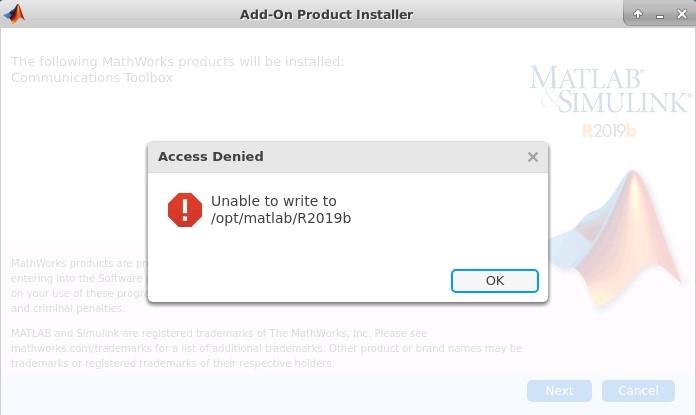 Add-On Product Installer
The following MathWorks products will be installed:
Communications Toolbox
MATLAB®
&SIMULINK®
R2019b
Access Denied
Unable to write to
/opt/matlab/R2019b
OK
MathWorks products are pr
entering into the Software
on your use of these progr
and criminal penalties.
MATLAB and Simulink are registered trademarks of The MathWorks, Inc. Please see
mathworks.com/trademarks for a list of additional trademarks. Other product or brand names may be
trademarks or registered trademarks of their respective holders.
Next
Cancel